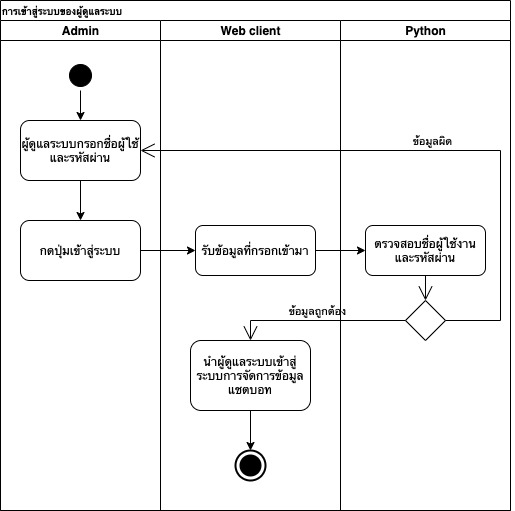 การเข้าสู่ระบบของผู้ดูแลระบบ
Admin
Web client
Python
ผู้ดูแลระบบกรอกชื่อผู้ใช้
และรหัสผ่าน
ข้อมูลผิด
กดปุ่มเข้าสู่ระบบ
รับข้อมูลที่กรอกเข้ามา
ตรวจสอบชื่อผู้ใช้งาน
และรหัสผ่าน
ข้อมูลถูกต้อง
นำผู้ดูแลระบบเข้าสู่
ระบบการจัดการข้อมูล
แชตบอท